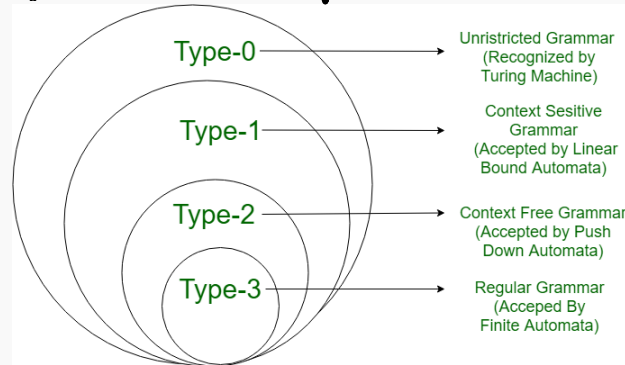 Type-0
Unristricted Grammar
(Recognized by
Turing Machine)
Type-1
Context Sesitive
Grammar
(Accepted by Linear
Bound Automata)
Type-2
Context Free Grammar
(Accepted by Push
Down Automata)
Type-3
Regular Grammar
(Acceped By
Finite Automata)